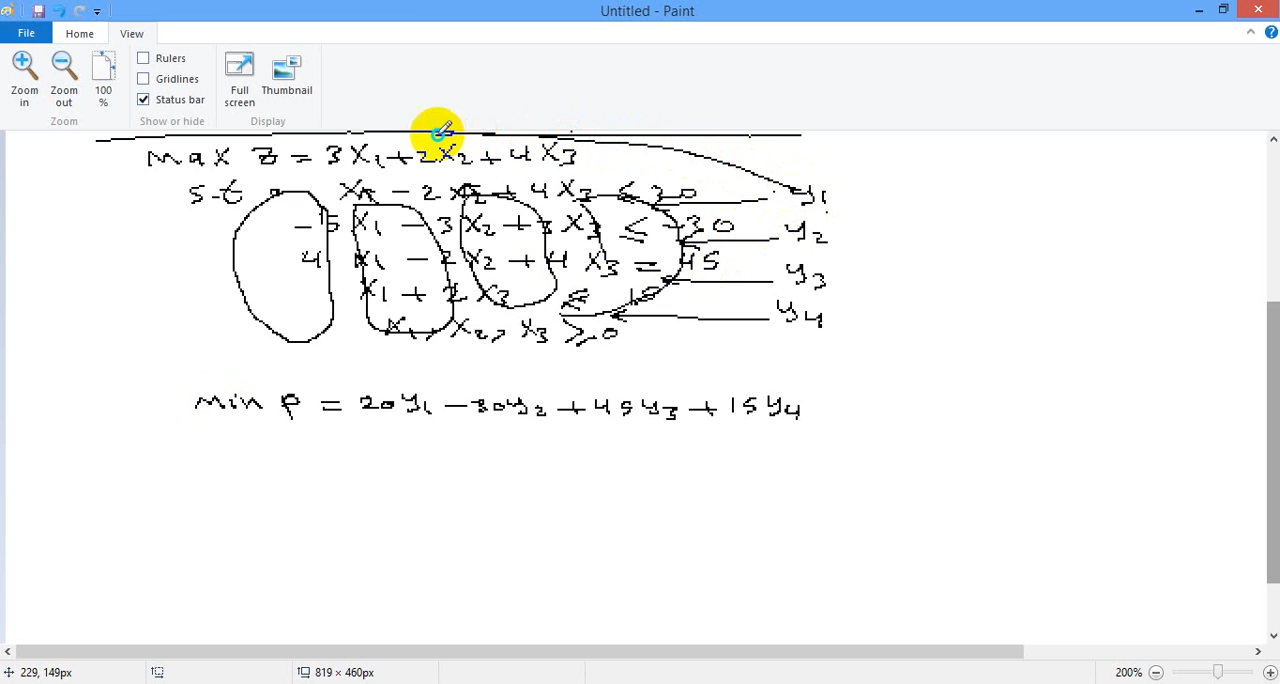 Untitled - Paint
File Home View
Zoom in
Zoom out
100 %
Rulers
Gridlines
Status bar
Full screen
Thumbnail
Zoom
Show or hide
Display
Max Z = 3X1 + 2X2 + 4X3
s-t X1 - 2X2 + 4X3 ≤ 20 y1
-5X1 - 3X2 + 3X3 ≤ -30 y2
4X1 - 2X2 + 4X3 = 45 y3
X1 + 2X3 ≤ 15 y4
X1, X2, X3 ≥ 0
min P = 20y1 - 30y2 + 45y3 + 15y4
229, 149px
819 × 460px
200%